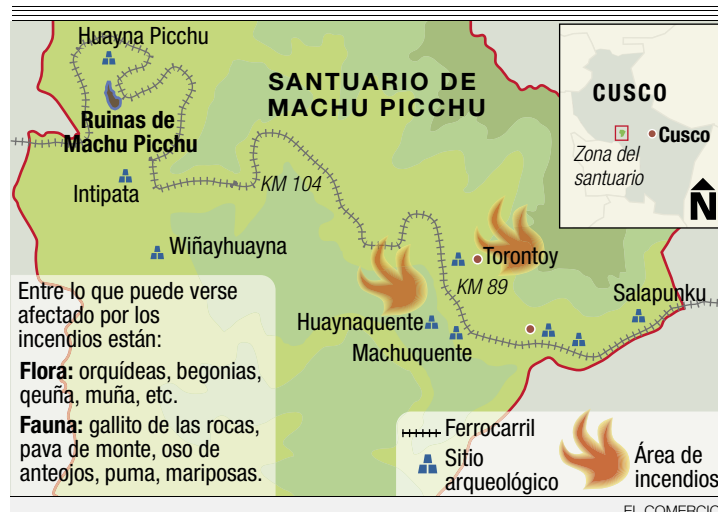 Huayna Picchu
SANTUARIO DE
MACHU PICCHU
Ruinas de
Machu Picchu
Intipata
KM 104
Wiñayhuayna
Torontoy
KM 89
Salapunku
Huaynaquente
Machuquente
CUSCO
Cusco
Zona del
santuario
N
Entre lo que puede verse
afectado por los
incendios están:
Flora: orquídeas, begonias,
qeuña, muña, etc.
Fauna: gallito de las rocas,
pava de monte, oso de
anteojos, puma, mariposas.
Ferrocarril
Sitio
arqueológico
Área de
incendios
EL COMERCIO